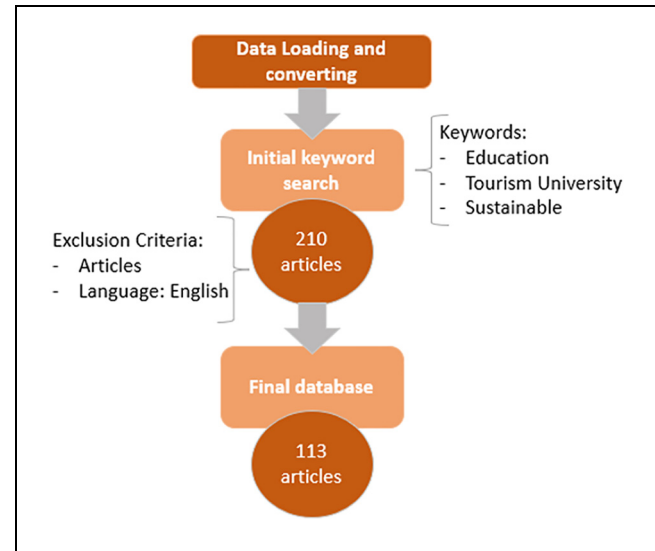 Data Loading and
converting
Initial keyword
search
Keywords:
- Education
- Tourism University
- Sustainable
210
articles
Exclusion Criteria:
- Articles
- Language: English
Final database
113
articles